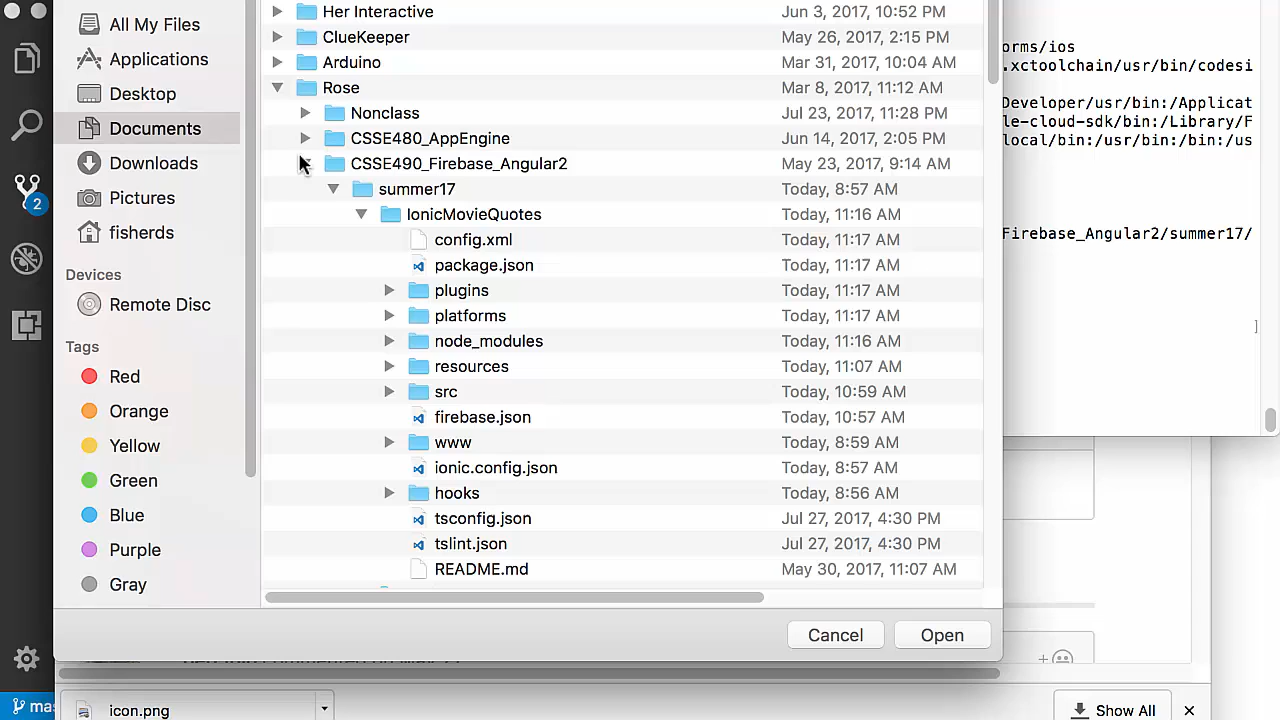 All My Files
Applications
Desktop
Documents
Downloads
Pictures
fisherds
Devices
Remote Disc
Tags
Red
Orange
Yellow
Green
Blue
Purple
Gray
Her Interactive Jun 3, 2017, 10:52 PM
ClueKeeper May 26, 2017, 2:15 PM
Arduino Mar 31, 2017, 10:04 AM
Rose Mar 8, 2017, 11:12 AM
Nonclass Jul 23, 2017, 11:28 PM
CSSE480_AppEngine Jun 14, 2017, 2:05 PM
CSSE490_Firebase_Angular2 May 23, 2017, 9:14 AM
summer17 Today, 8:57 AM
IonicMovieQuotes Today, 11:16 AM
config.xml Today, 11:17 AM
package.json Today, 11:17 AM
plugins Today, 11:17 AM
platforms Today, 11:17 AM
node_modules Today, 11:16 AM
resources Today, 11:07 AM
src Today, 10:59 AM
firebase.json Today, 10:57 AM
www Today, 8:59 AM
ionic.config.json Today, 8:57 AM
hooks Today, 8:56 AM
tsconfig.json Jul 27, 2017, 4:30 PM
tslint.json Jul 27, 2017, 4:30 PM
README.md May 30, 2017, 11:07 AM
Cancel Open
orms/ios
.xctoolchain/usr/bin/codesi
Developer/usr/bin:/Applicat
le-cloud-sdk/bin:/Library/F
local/bin:/usr/bin:/bin:/us
Firebase_Angular2/summer17/
]
2
mas
icon.png
Show All